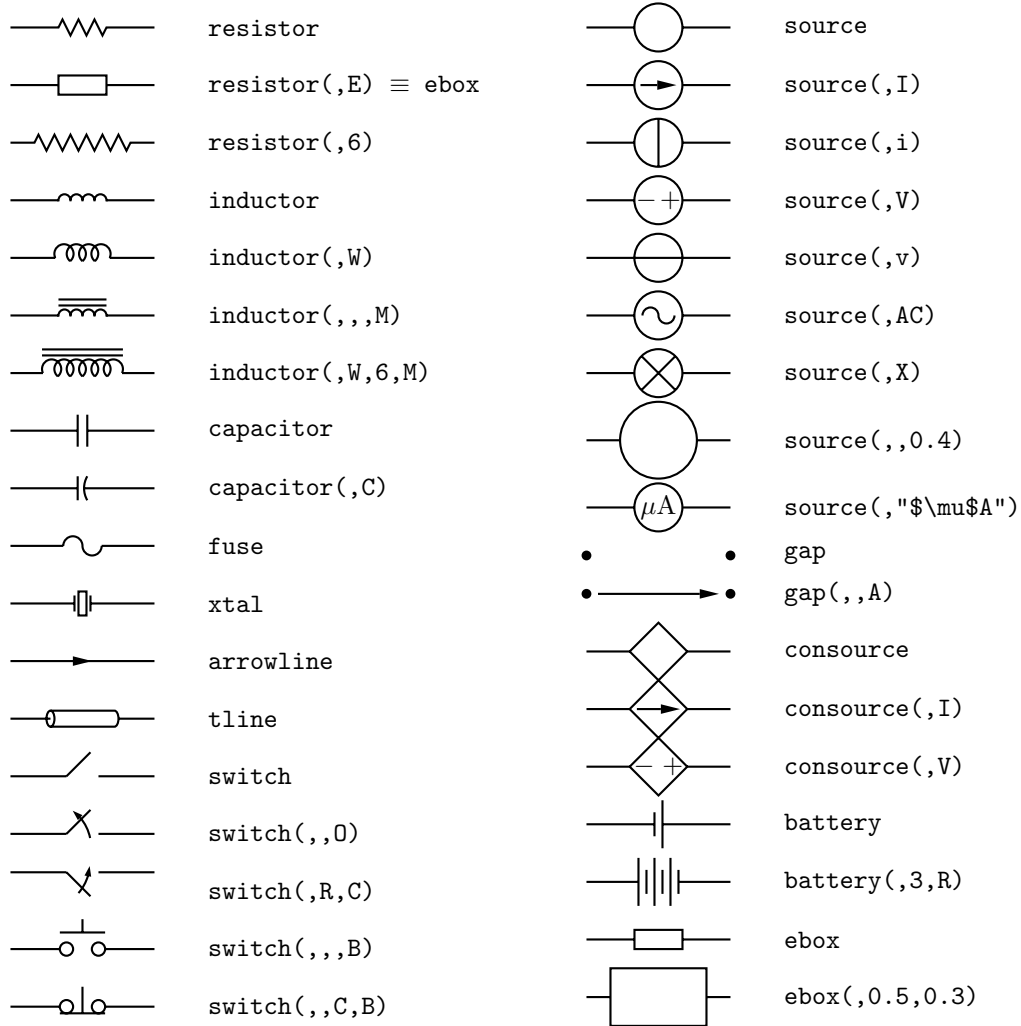 resistor
resistor(,E) ≡ ebox
resistor(,6)
inductor
inductor(,W)
inductor(,,,M)
inductor(,W,6,M)
capacitor
capacitor(,C)
fuse
xtal
arrowline
tline
switch
switch(,,O)
switch(,R,C)
switch(,,,B)
switch(,,C,B)
source
source(,I)
source(,i)
− + source(,V)
source(,v)
source(,AC)
source(,X)
source(,,0.4)
μA source(,"$\mu$A")
gap
gap(,,A)
consource
consource(,I)
− + consource(,V)
battery
battery(,3,R)
ebox
ebox(,0.5,0.3)